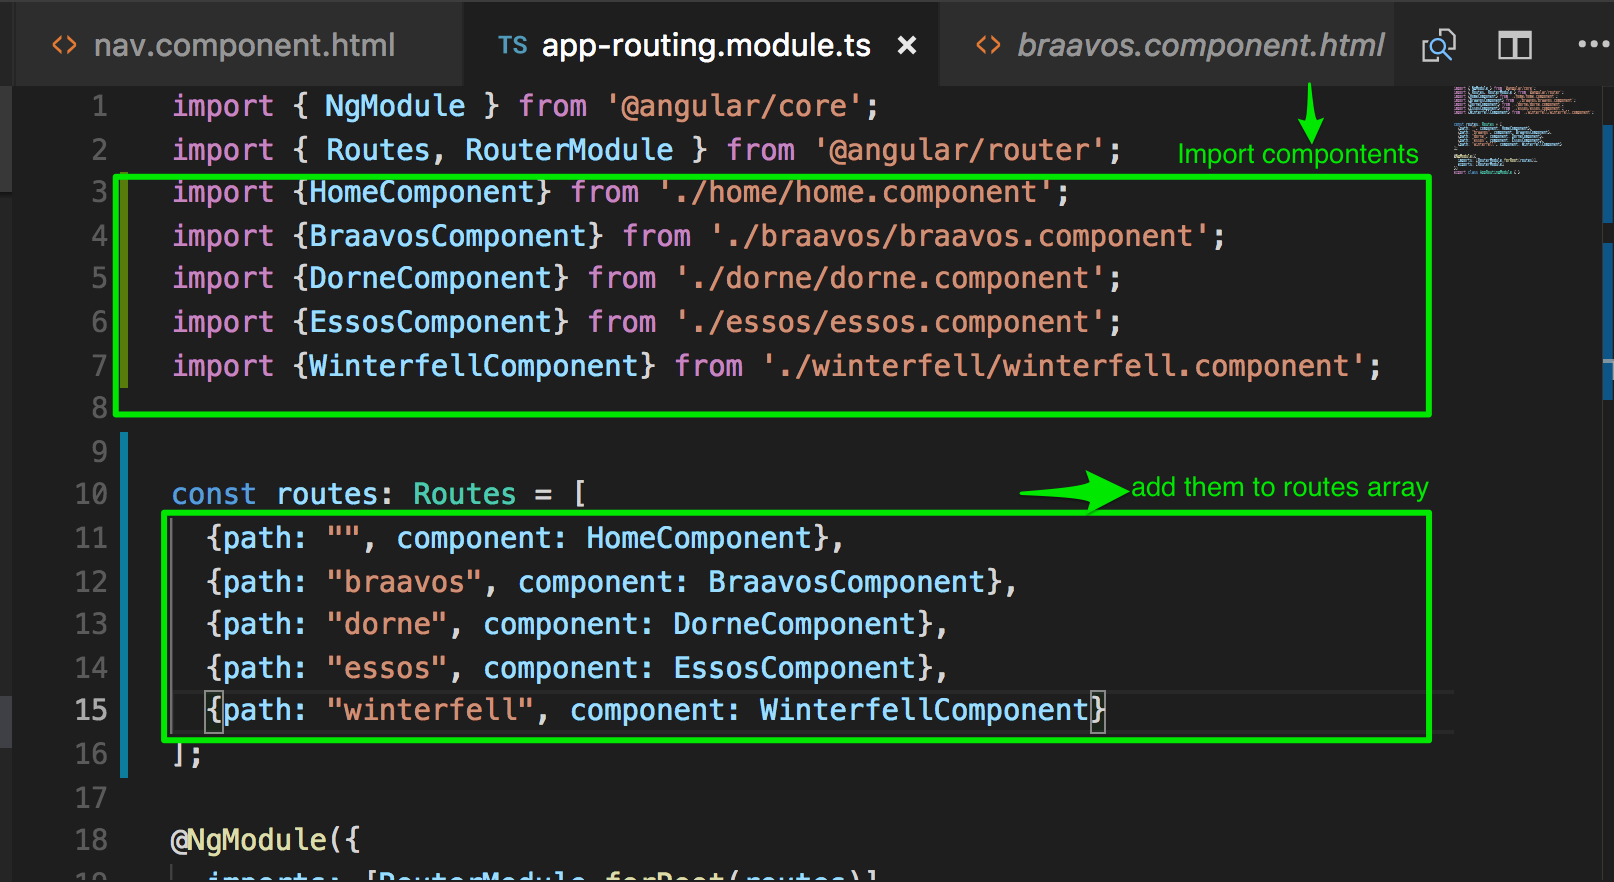 nav.component.html
TS app-routing.module.ts ×
braavos.component.html
1 import { NgModule } from '@angular/core';
2 import { Routes, RouterModule } from '@angular/router';
Import compontents
3 import {HomeComponent} from './home/home.component';
4 import {BraavosComponent} from './braavos/braavos.component';
5 import {DorneComponent} from './dorne/dorne.component';
6 import {EssosComponent} from './essos/essos.component';
7 import {WinterfellComponent} from './winterfell/winterfell.component';
8
9
10 const routes: Routes = [
add them to routes array
11 {path: "", component: HomeComponent},
12 {path: "braavos", component: BraavosComponent},
13 {path: "dorne", component: DorneComponent},
14 {path: "essos", component: EssosComponent},
15 {path: "winterfell", component: WinterfellComponent}
16 ];
17
18 @NgModule({
19 imports: [RouterModule.forRoot(routes)]